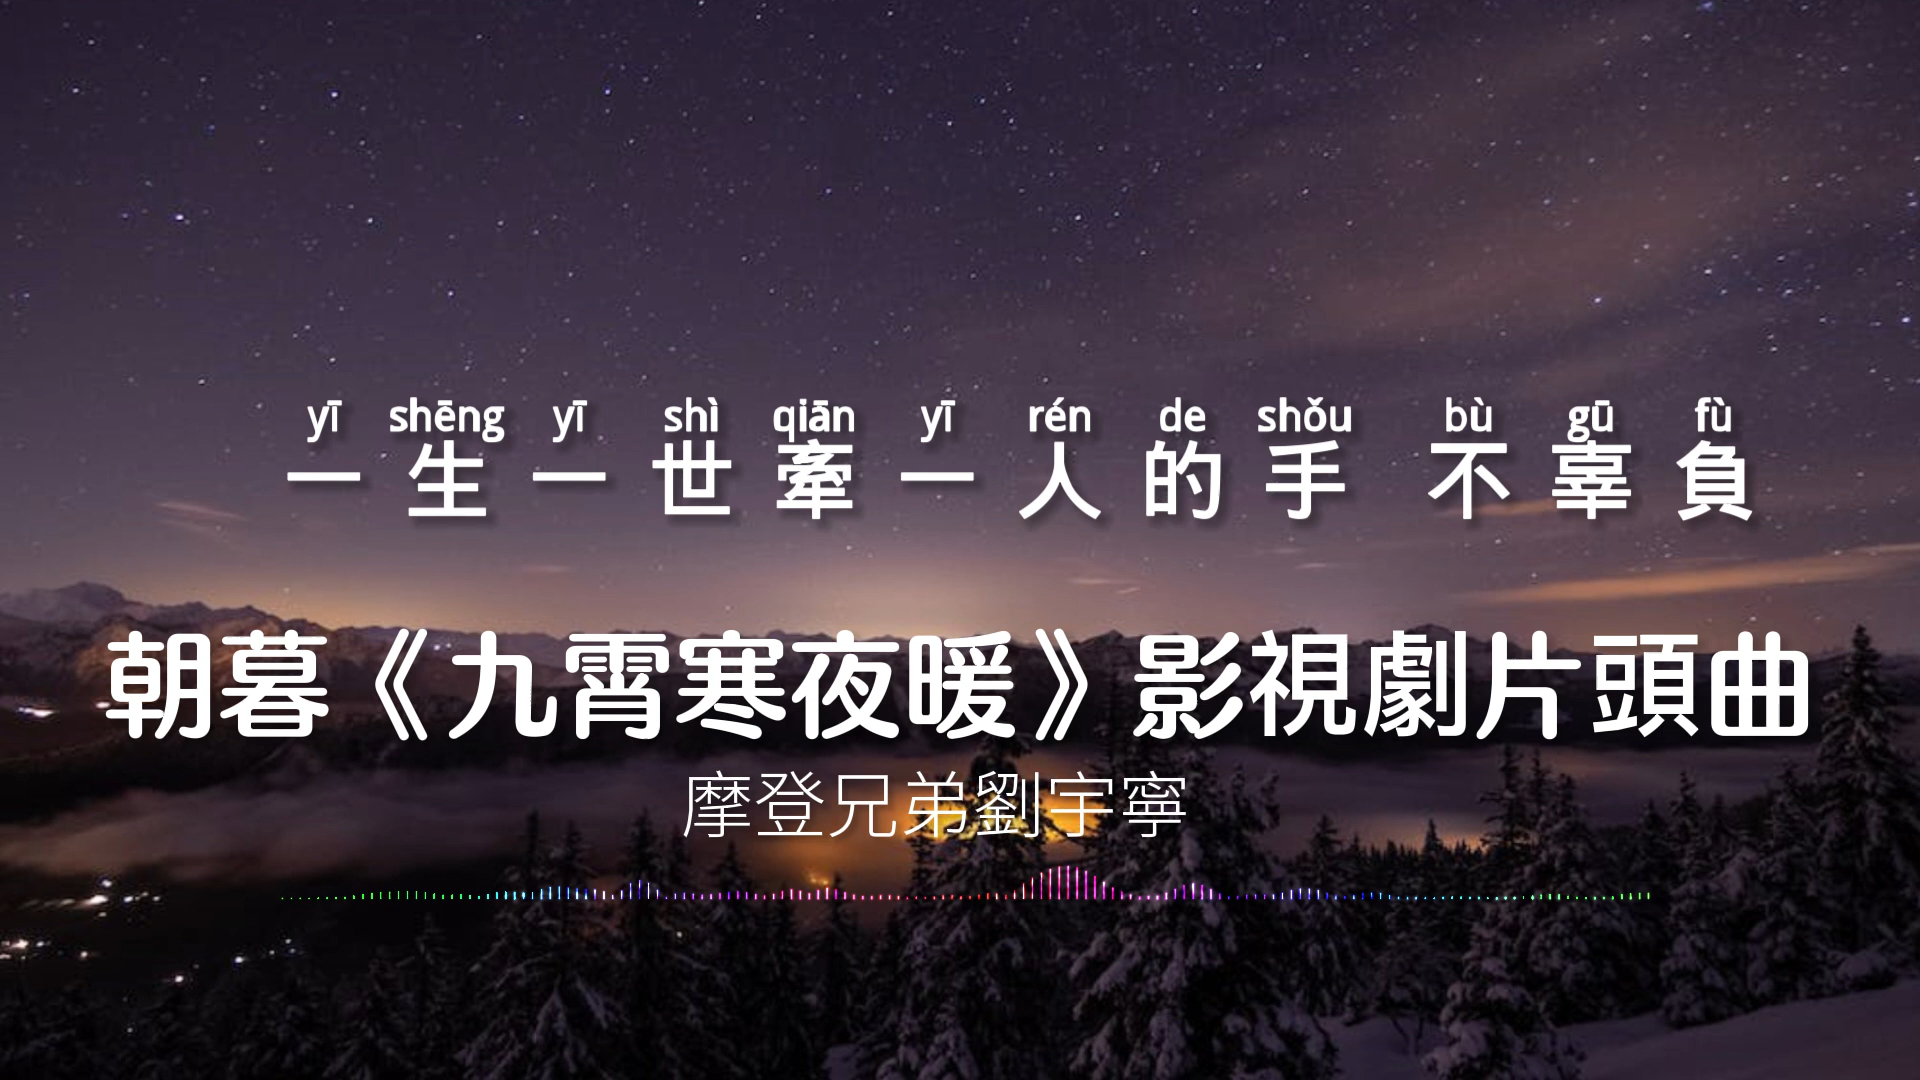 yī shēng yī shì qiān yī rén de shǒu bù gū fù
一生一世牽一人的手 不辜負
朝暮《九霄寒夜暖》影視劇片頭曲
摩登兄弟劉宇寧